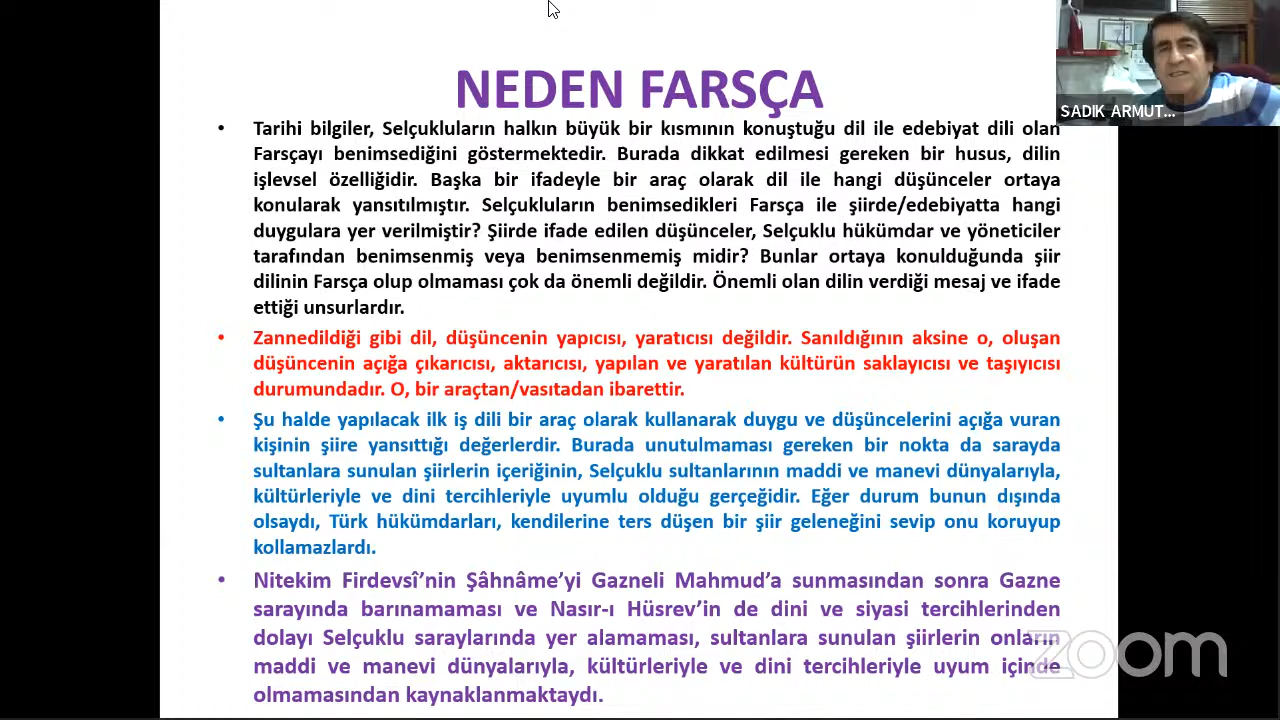 NEDEN FARSÇA
SADIK ARMUT...
• Tarihi bilgiler, Selçukluların halkın büyük bir kısmının konuştuğu dil ile edebiyat dili olan
Farsçayı benimsediğini göstermektedir. Burada dikkat edilmesi gereken bir husus, dilin
işlevsel özelliğidir. Başka bir ifadeyle bir araç olarak dil ile hangi düşünceler ortaya
konularak yansıtılmıştır. Selçukluların benimsedikleri Farsça ile şiirde/edebiyatta hangi
duygulara yer verilmiştir? Şiirde ifade edilen düşünceler, Selçuklu hükümdar ve yöneticiler
tarafından benimsenmiş veya benimsenmemiş midir? Bunlar ortaya konulduğunda şiir
dilinin Farsça olup olmaması çok da önemli değildir. Önemli olan dilin verdiği mesaj ve ifade
ettiği unsurlardır.
• Zannedildiği gibi dil, düşüncenin yapıcısı, yaratıcısı değildir. Sanıldığının aksine o, oluşan
düşüncenin açığa çıkarıcısı, aktarıcısı, yapılan ve yaratılan kültürün saklayıcısı ve taşıyıcısı
durumundadır. O, bir araçtan/vasıtadan ibarettir.
• Şu halde yapılacak ilk iş dili bir araç olarak kullanarak duygu ve düşüncelerini açığa vuran
kişinin şiire yansıttığı değerlerdir. Burada unutulmaması gereken bir nokta da sarayda
sultanlara sunulan şiirlerin içeriğinin, Selçuklu sultanlarının maddi ve manevi dünyalarıyla,
kültürleriyle ve dini tercihleriyle uyumlu olduğu gerçeğidir. Eğer durum bunun dışında
olsaydı, Türk hükümdarları, kendilerine ters düşen bir şiir geleneğini sevip onu koruyup
kollamazlardı.
• Nitekim Firdevsî’nin Şâhnâme’yi Gazneli Mahmud’a sunmasından sonra Gazne
sarayında barınamaması ve Nasır-ı Hüsrev’in de dini ve siyasi tercihlerinden
dolayı Selçuklu saraylarında yer alamaması, sultanlara sunulan şiirlerin onların
maddi ve manevi dünyalarıyla, kültürleriyle ve dini tercihleriyle uyum içinde
olmamasından kaynaklanmaktaydı.
zoom